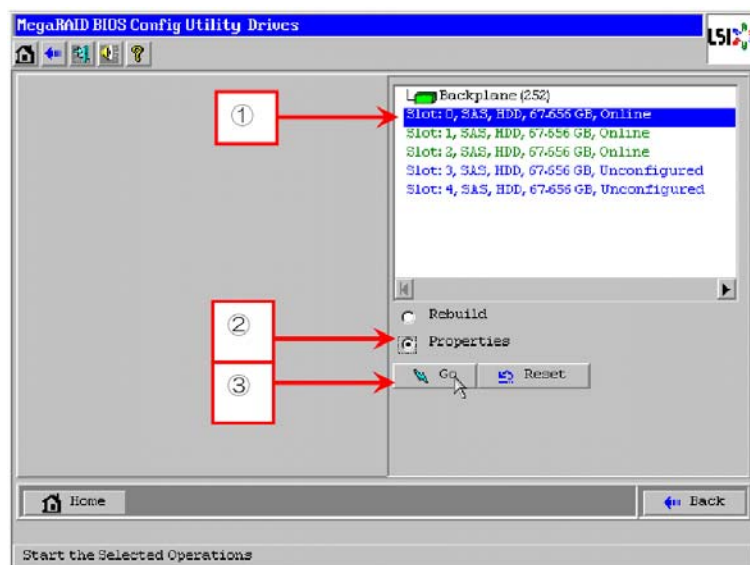 MegaRAID BIOS Config Utility Drives
LSI
Backplane (252)
Slot: 0, SAS, HDD, 67.656 GB, Online
Slot: 1, SAS, HDD, 67.656 GB, Online
Slot: 2, SAS, HDD, 67.656 GB, Online
Slot: 3, SAS, HDD, 67.656 GB, Unconfigured
Slot: 4, SAS, HDD, 67.656 GB, Unconfigured
①
②
③
Rebuild
Properties
Go
Reset
Home
Back
Start the Selected Operations